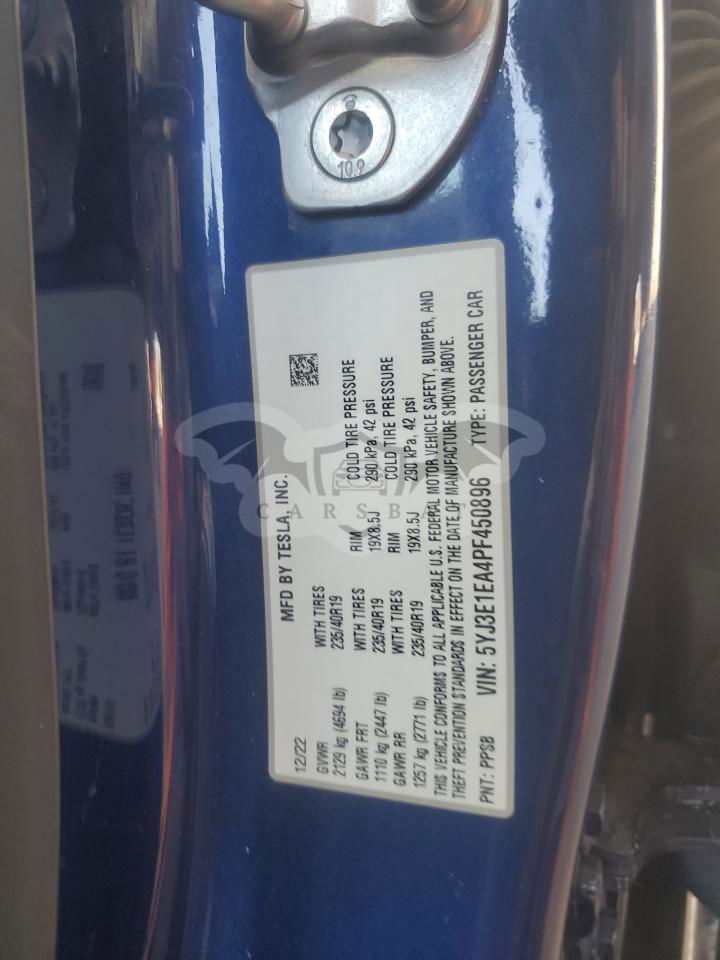 10.9
MFD BY TESLA, INC.
12/22
GVWR WITH TIRES
2129 kg (4694 lb) 235/40R19
GAWR FRT WITH TIRES RIM COLD TIRE PRESSURE
1110 kg (2447 lb) 235/40R19 19X8.5J 290 kPa, 42 psi
GAWR RR WITH TIRES RIM COLD TIRE PRESSURE
1257 kg (2771 lb) 235/40R19 19X8.5J 290 kPa, 42 psi
THIS VEHICLE CONFORMS TO ALL APPLICABLE U.S. FEDERAL MOTOR VEHICLE SAFETY, BUMPER, AND
THEFT PREVENTION STANDARDS IN EFFECT ON THE DATE OF MANUFACTURE SHOWN ABOVE.
PNT: PPSB VIN: 5YJ3E1EA4PF450896 TYPE: PASSENGER CAR